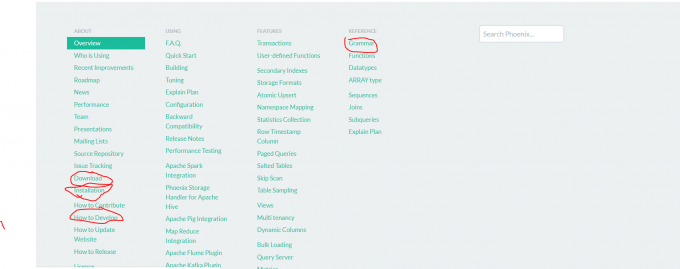 ABOUT
Overview
Who is Using
Recent Improvements
Roadmap
News
Performance
Team
Presentations
Mailing Lists
Source Repository
Issue Tracking
Download
Installation
How to Contribute
How to Develop
How to Update
Website
How to Release
License
USING
F.A.Q.
Quick Start
Building
Tuning
Explain Plan
Configuration
Backward
Compatibility
Release Notes
Performance Testing
Apache Spark
Integration
Phoenix Storage
Handler for Apache
Hive
Apache Pig Integration
Map Reduce
Integration
Apache Flume Plugin
Apache Kafka Plugin
FEATURES
Transactions
User-defined Functions
Secondary Indexes
Storage Formats
Atomic Upsert
Namespace Mapping
Statistics Collection
Row Timestamp
Column
Paged Queries
Salted Tables
Skip Scan
Table Sampling
Views
Multi tenancy
Dynamic Columns
Bulk Loading
Query Server
Metrics
REFERENCE
Grammar
Functions
Datatypes
ARRAY type
Sequences
Joins
Subqueries
Explain Plan
Search Phoenix...